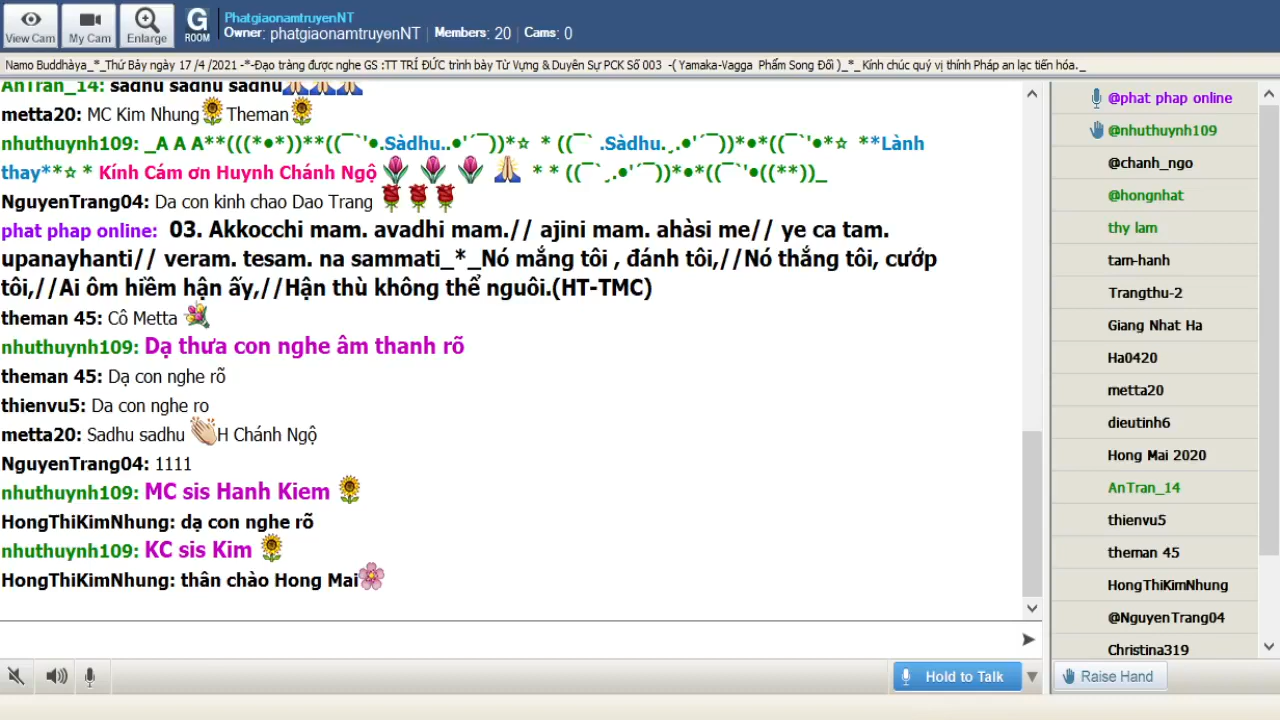 View Cam
My Cam
Enlarge
G
ROOM
PhatgiaonamtruyenNT
Owner: phatgiaonamtruyenNT | Members: 20 | Cams: 0
Namo Buddhàya_*_Thứ Bảy ngày 17 /4 /2021 -*-Đạo tràng được nghe GS :TT TRÍ ĐỨC trình bày Từ Vựng & Duyên Sự PCK Số 003 -( Yamaka-Vagga Phẩm Song Đối )_*_Kính chúc quý vị thính Pháp an lạc tiến hóa._
AnTran_14: sadhu sadhu sadhu🙏🙏🙏
metta20: MC Kim Nhung🌻Theman🌻
nhuthuynh109: _A A A**(((*•*))**((¯`'•.Sàdhu..•'´¯))*☆ * ((¯` .Sàdhu.¸.•'´¯))*•*((¯`'•*☆ **Lành
thay**☆ * Kính Cám ơn Huynh Chánh Ngộ 🌷 🌷 🌷 🙏 * * ((¯`¸.•'´¯))*•*((¯`'•((**))_
NguyenTrang04: Da con kinh chao Dao Trang 🌹🌹🌹
phat phap online: 03. Akkocchi mam. avadhi mam.// ajini mam. ahàsi me// ye ca tam.
upanayhanti// veram. tesam. na sammati_*_Nó mắng tôi , đánh tôi,//Nó thắng tôi, cướp
tôi,//Ai ôm hiềm hận ấy,//Hận thù không thể nguôi.(HT-TMC)
theman 45: Cô Metta 💐
nhuthuynh109: Dạ thưa con nghe âm thanh rõ
theman 45: Dạ con nghe rõ
thienvu5: Da con nghe ro
metta20: Sadhu sadhu 👏H Chánh Ngộ
NguyenTrang04: 1111
nhuthuynh109: MC sis Hanh Kiem 🌻
HongThiKimNhung: dạ con nghe rõ
nhuthuynh109: KC sis Kim 🌻
HongThiKimNhung: thân chào Hong Mai🌸
@phat phap online
@nhuthuynh109
@chanh_ngo
@hongnhat
thy lam
tam-hanh
Trangthu-2
Giang Nhat Ha
Ha0420
metta20
dieutinh6
Hong Mai 2020
AnTran_14
thienvu5
theman 45
HongThiKimNhung
@NguyenTrang04
Christina319
Hold to Talk
Raise Hand